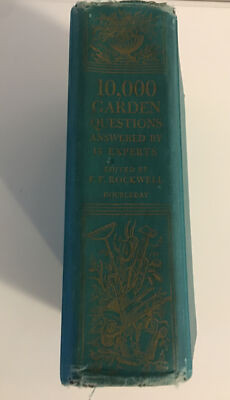 10,000
GARDEN
QUESTIONS
ANSWERED BY
15 EXPERTS
EDITED BY
F. F. ROCKWELL
DOUBLEDAY